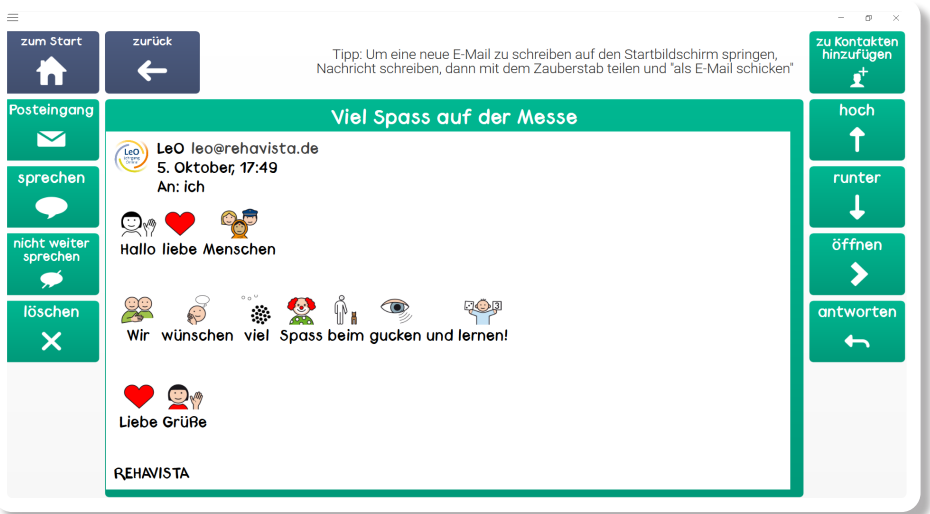 zum Start
zurück
Tipp: Um eine neue E-Mail zu schreiben auf den Startbildschirm springen,
Nachricht schreiben, dann mit dem Zauberstab teilen und "als E-Mail schicken"
zu Kontakten
hinzufügen
Posteingang
sprechen
nicht weiter
sprechen
löschen
Viel Spass auf der Messe
LeO
LeO leo@rehavista.de
5. Oktober, 17:49
An: ich
Hallo liebe Menschen
3
Wir wünschen viel Spass beim gucken und lernen!
Liebe Grüße
REHAVISTA
hoch
runter
öffnen
antworten